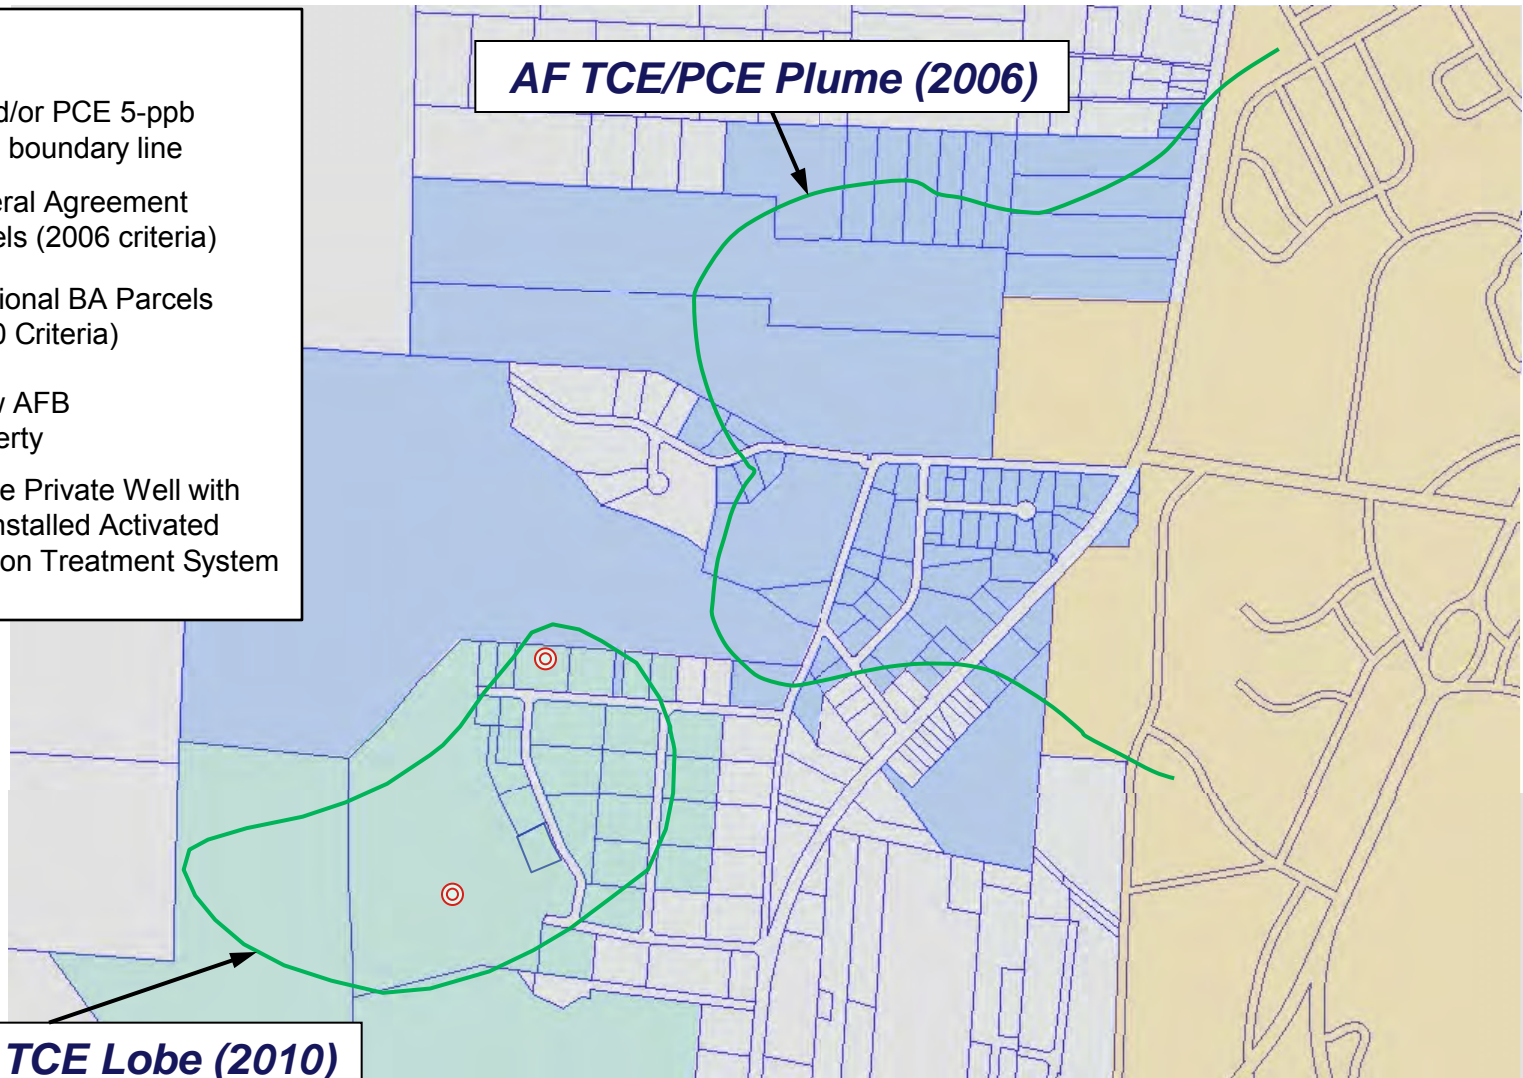 AF TCE/PCE Plume (2006)
d/or PCE 5-ppb
boundary line
eral Agreement
els (2006 criteria)
ional BA Parcels
0 Criteria)
AFB
erty
e Private Well with
nstalled Activated
on Treatment System
TCE Lobe (2010)